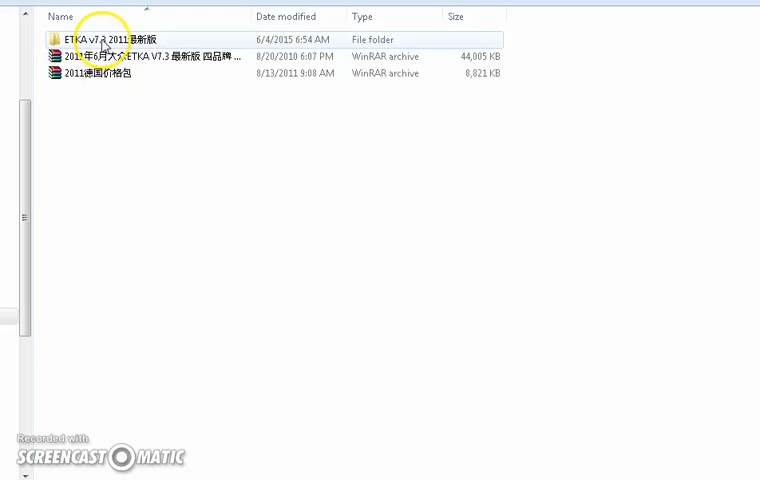 Name Date modified Type Size
ETKA v7.3 2011最新版 6/4/2015 6:54 AM File folder
2011年6月大众ETKA V7.3 最新版 四品牌 ... 8/20/2010 6:07 PM WinRAR archive 44,005 KB
2011德国价格包 8/13/2011 9:08 AM WinRAR archive 8,821 KB
Recorded with
SCREENCAST MATIC